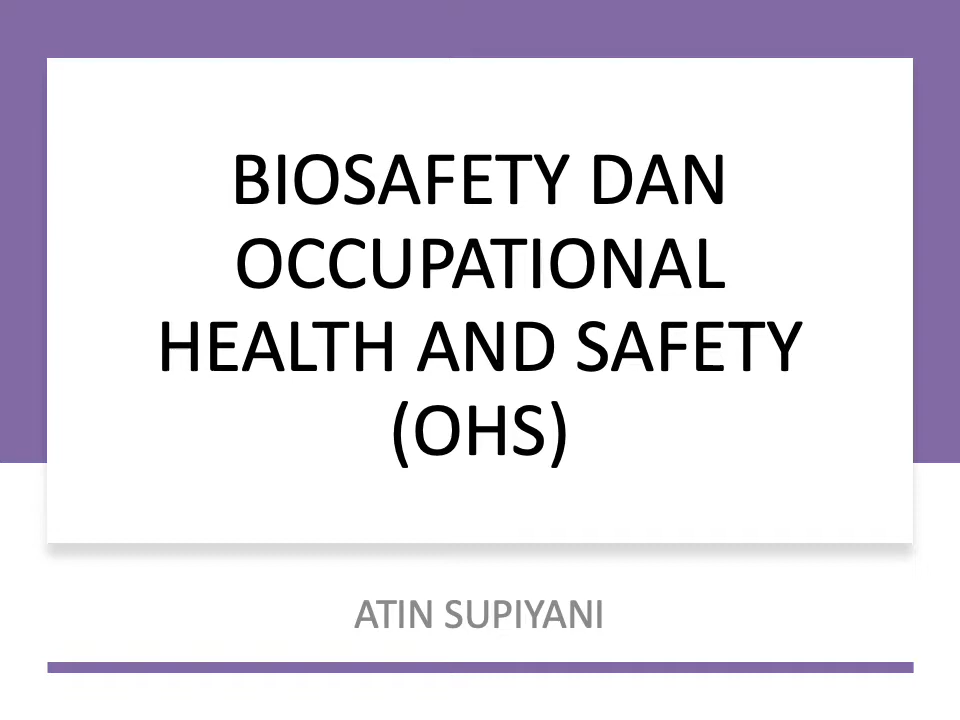 BIOSAFETY DAN
OCCUPATIONAL
HEALTH AND SAFETY
(OHS)
ATIN SUPIYANI